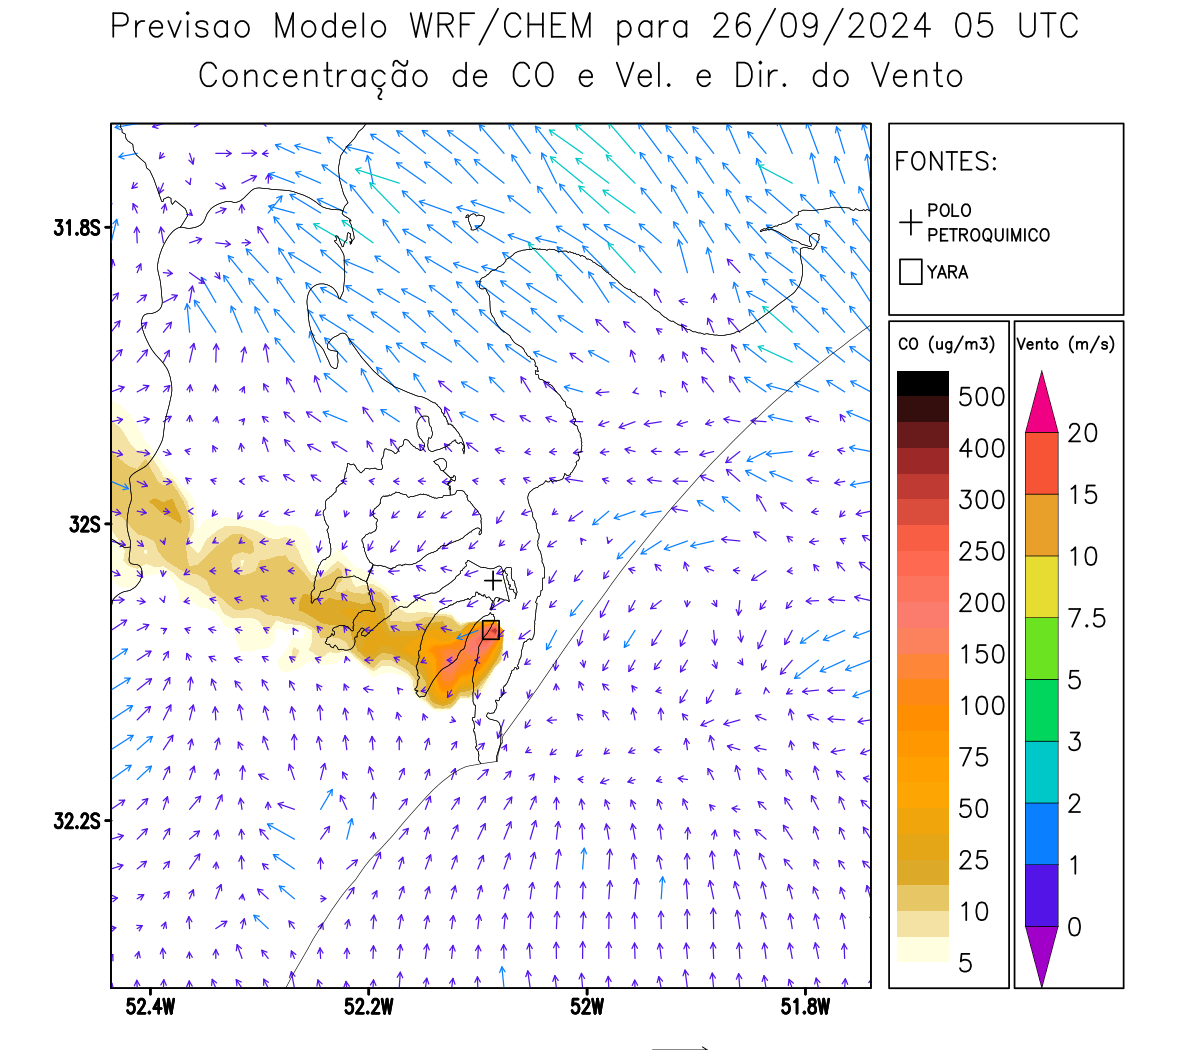 Previsao Modelo WRF/CHEM para 26/09/2024 05 UTC
Concentração de CO e Vel. e Dir. do Vento
FONTES:
POLO
PETROQUIMICO
YARA
31.8S
32S
32.2S
52.4W
52.2W
52W
51.8W
CO (ug/m3)
500
400
300
250
200
150
100
75
50
25
10
5
Vento (m/s)
20
15
10
7.5
5
3
2
1
0